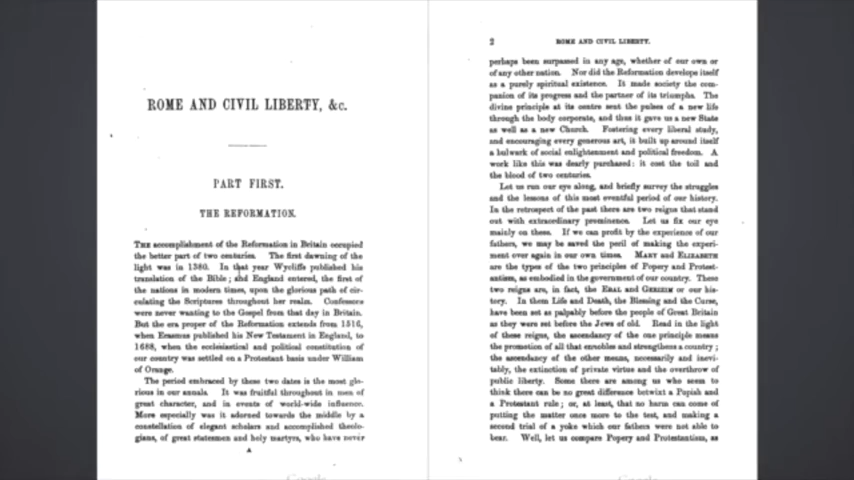 ROME AND CIVIL LIBERTY, &c.
PART FIRST.
THE REFORMATION.
THE accomplishment of the Reformation in Britain occupied
the better part of two centuries. The first dawning of the
light was in 1380. In that year Wycliffe published his
translation of the Bible; and England entered, the first of
the nations in modern times, upon the glorious path of cir-
culating the Scriptures throughout her realm. Confessors
were never wanting to the Gospel from that day in Britain.
But the era proper of the Reformation extends from 1516,
when Erasmus published his New Testament in England, to
1688, when the ecclesiastical and political constitution of
our country was settled on a Protestant basis under William
of Orange.
The period embraced by these two dates is the most glo-
rious in our annals. It was fruitful throughout in men of
great character, and in events of world-wide influence.
More especially was it adorned towards the middle by a
constellation of elegant scholars and accomplished theolo-
gians, of great statesmen and holy martyrs, who have never
A
2 ROME AND CIVIL LIBERTY.
perhaps been surpassed in any age, whether of our own or
of any other nation. Nor did the Reformation develope itself
as a purely spiritual existence. It made society the com-
panion of its progress and the partner of its triumphs. The
divine principle at its centre sent the pulses of a new life
through the body corporate, and thus it gave us a new State
as well as a new Church. Fostering every liberal study,
and encouraging every generous art, it built up around itself
a bulwark of social enlightenment and political freedom. A
work like this was dearly purchased: it cost the toil and
the blood of two centuries.
Let us run our eye along, and briefly survey the struggles
and the lessons of this most eventful period of our history.
In the retrospect of the past there are two reigns that stand
out with extraordinary prominence. Let us fix our eye
mainly on these. If we can profit by the experience of our
fathers, we may be saved the peril of making the experi-
ment over again in our own times. MARY and ELIZABETH
are the types of the two principles of Popery and Protest-
antism, as embodied in the government of our country. These
two reigns are, in fact, the EBAL and GERIZIM or our his-
tory. In them Life and Death, the Blessing and the Curse,
have been set as palpably before the people of Great Britain
as they were set before the Jews of old. Read in the light
of these reigns, the ascendancy of the one principle means
the promotion of all that ennobles and strengthens a country;
the ascendancy of the other means, necessarily and inevi-
tably, the extinction of private virtue and the overthrow of
public liberty. Some there are among us who seem to
think there can be no great difference betwixt a Popish and
a Protestant rule; or, at least, that no harm can come of
putting the matter once more to the test, and making a
second trial of a yoke which our fathers were not able to
bear. Well, let us compare Popery and Protestantism, as